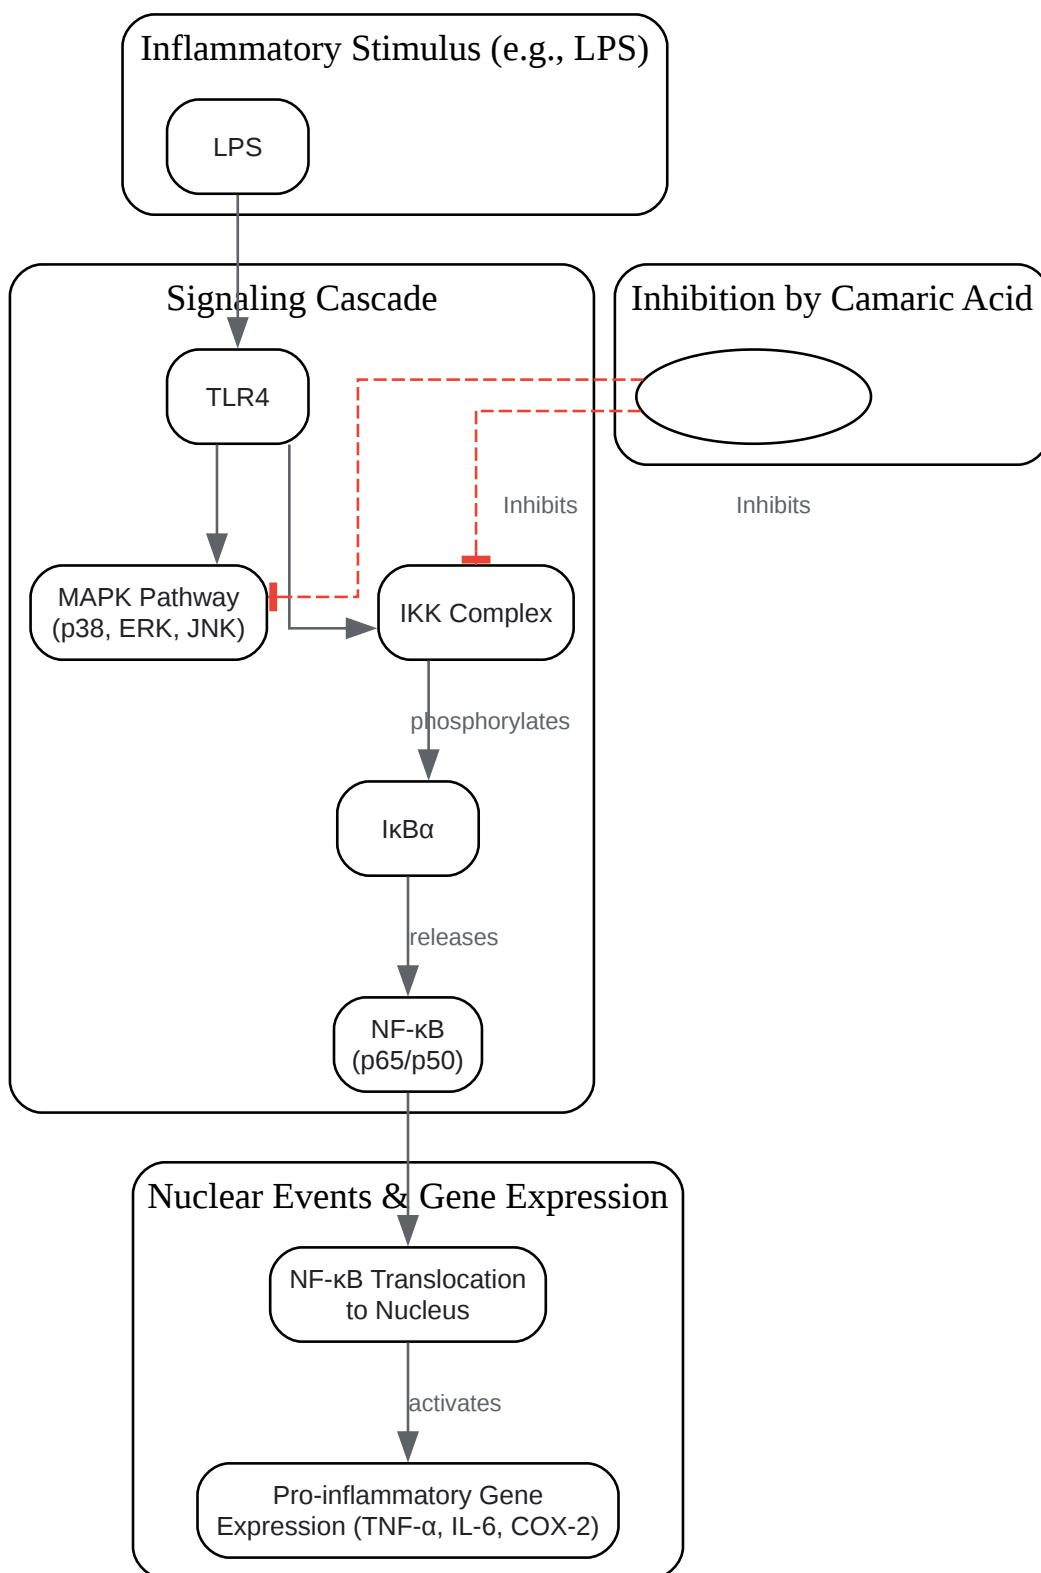 Inflammatory Stimulus (e.g., LPS)
LPS
Signaling Cascade
Inhibition by Camaric Acid
TLR4
Inhibits
Inhibits
MAPK Pathway
(p38, ERK, JNK)
IKK Complex
phosphorylates
IκBα
releases
NF-κB
(p65/p50)
Nuclear Events & Gene Expression
NF-κB Translocation
to Nucleus
activates
Pro-inflammatory Gene
Expression (TNF-α, IL-6, COX-2)